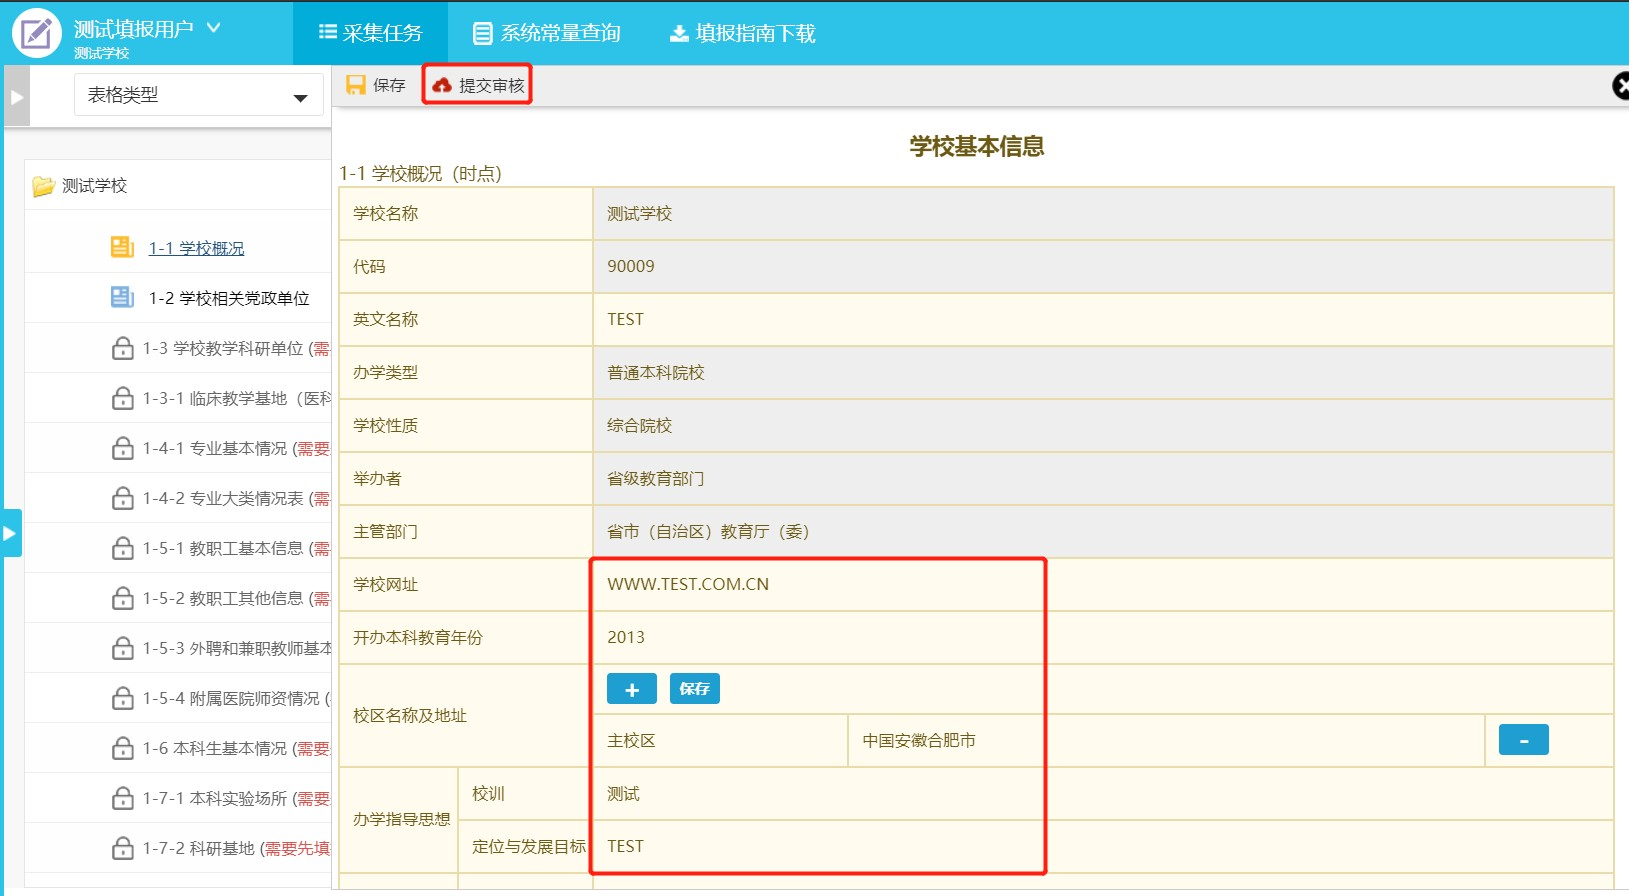 测试填报用户
测试学校
采集任务
系统常量查询
填报指南下载
表格类型
保存
提交审核
测试学校
1-1 学校概况
1-2 学校相关党政单位
1-3 学校教学科研单位 (需
1-3-1 临床教学基地（医科
1-4-1 专业基本情况 (需要
1-4-2 专业大类情况表 (需
1-5-1 教职工基本信息 (需
1-5-2 教职工其他信息 (需
1-5-3 外聘和兼职教师基本
1-5-4 附属医院师资情况 (
1-6 本科生基本情况 (需要
1-7-1 本科实验场所 (需要
1-7-2 科研基地 (需要先填
学校基本信息
1-1 学校概况（时点）
学校名称 测试学校
代码 90009
英文名称 TEST
办学类型 普通本科院校
学校性质 综合院校
举办者 省级教育部门
主管部门 省市（自治区）教育厅（委）
学校网址 WWW.TEST.COM.CN
开办本科教育年份 2013
校区名称及地址
+ 保存
主校区 中国安徽合肥市 -
办学指导思想
校训 测试
定位与发展目标 TEST